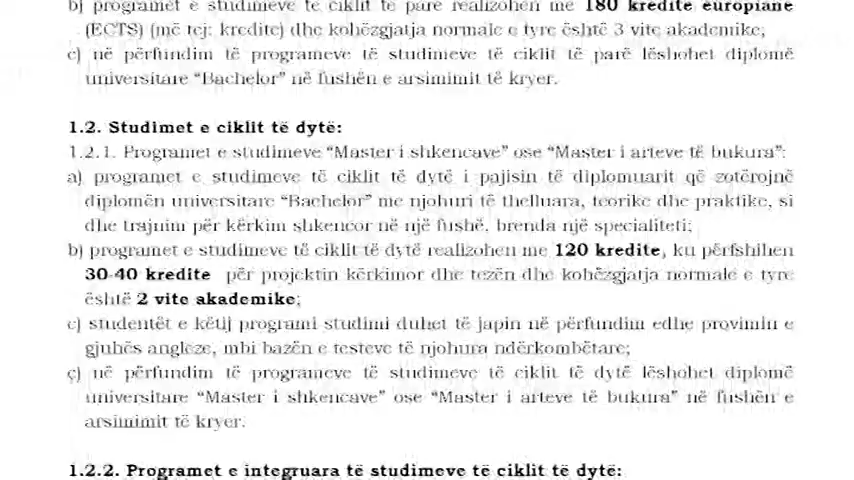 b) programet e studimeve të ciklit të parë realizohen me 180 kredite europiane
(ECTS) (më tej: kredite) dhe kohëzgjatja normale e tyre është 3 vite akademike;
c) në përfundim të programeve të studimeve të ciklit të parë lëshohet diplomë
universitare “Bachelor” në fushën e arsimimit të kryer.
1.2. Studimet e ciklit të dytë:
1.2.1. Programet e studimeve “Master i shkencave” ose “Master i arteve të bukura”:
a) programet e studimeve të ciklit të dytë i pajisin të diplomuarit që zotërojnë
diplomën universitare “Bachelor” me njohuri të thelluara, teorike dhe praktike, si
dhe trajnim për kërkim shkencor në një fushë, brenda një specialiteti;
b) programet e studimeve të ciklit të dytë realizohen me 120 kredite, ku përfshihen
30-40 kredite për projektin kërkimor dhe tezën dhe kohëzgjatja normale e tyre
është 2 vite akademike;
c) studentët e këtij programi studimi duhet të japin në përfundim edhe provimin e
gjuhës angleze, mbi bazën e testeve të njohura ndërkombëtare;
ç) në përfundim të programeve të studimeve të ciklit të dytë lëshohet diplomë
universitare “Master i shkencave” ose “Master i arteve të bukura” në fushën e
arsimimit të kryer.
1.2.2. Programet e integruara të studimeve të ciklit të dytë: